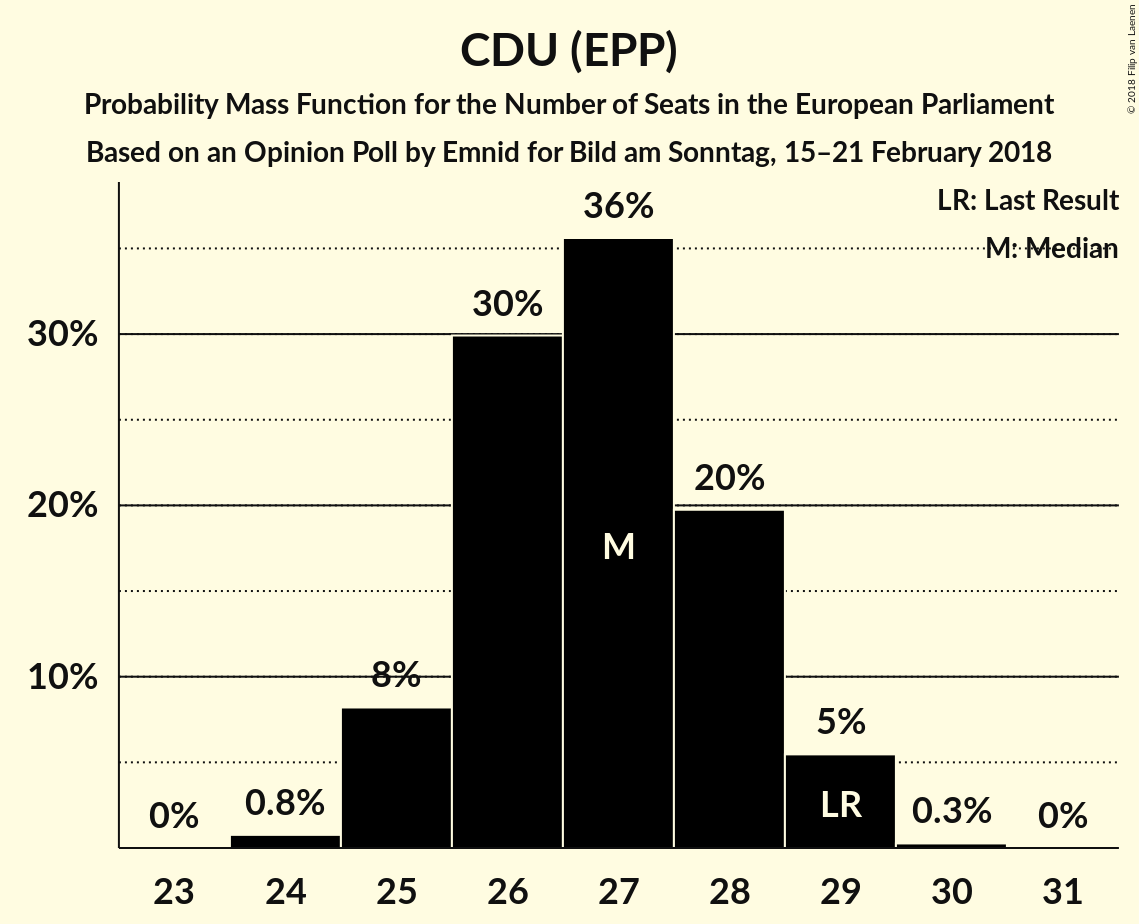 CDU (EPP)
Probability Mass Function for the Number of Seats in the European Parliament
Based on an Opinion Poll by Emnid for Bild am Sonntag, 15–21 February 2018
© 2018 Filip van Laenen
LR: Last Result
M: Median
30%
20%
10%
0%
0.8%
8%
30%
36%
20%
5%
0.3%
0%
M
LR
23 24 25 26 27 28 29 30 31